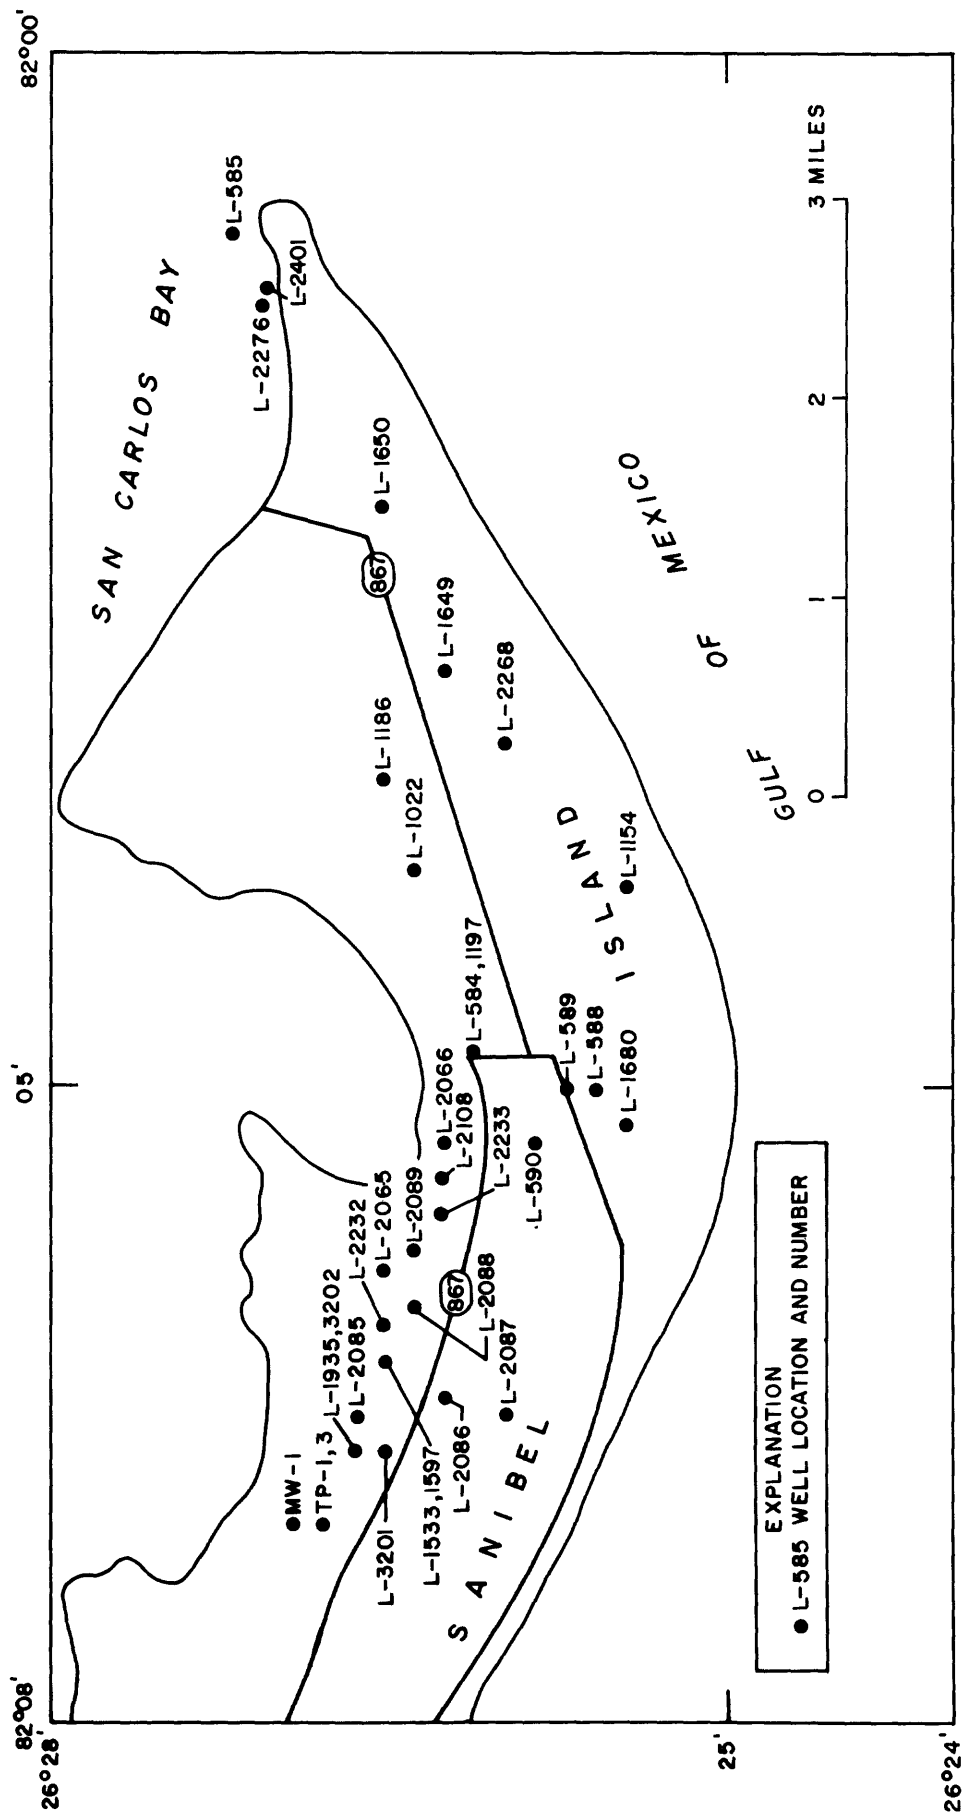 82°08'
05'
82°00'
26°28'
25'
26°24'
SAN CARLOS BAY
L-585
L-2401
L-2276
L-1650
867
L-1649
L-2268
L-1186
L-1022
L-1154
L-584,1197
L-589
L-588
L-1680
L-2066
L-2108
L-2233
L-590
L-2089
L-2065
L-2232
867
L-2088
L-2087
L-1935,3202
L-2085
L-2086
L-1533,1597
L-3201
TP-1,3
MW-1
SANIBEL ISLAND
GULF OF MEXICO
0 1 2 3 MILES
EXPLANATION
L-585 WELL LOCATION AND NUMBER